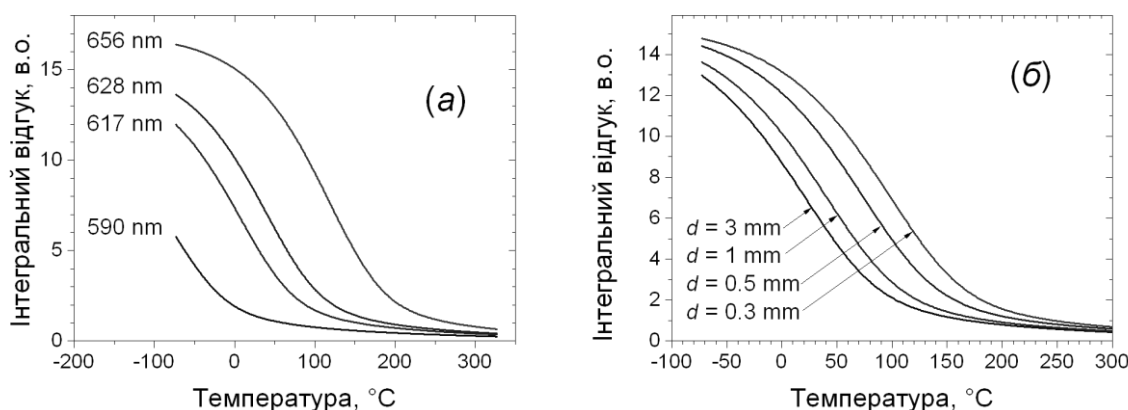 Інтегральний відгук, в.о.
15
10
5
0
656 nm
628 nm
617 nm
590 nm
(а)
-200 -100 0 100 200 300
Температура, °C
Інтегральний відгук, в.о.
14
12
10
8
6
4
2
0
(б)
d = 3 mm
d = 1 mm
d = 0.5 mm
d = 0.3 mm
-100 -50 0 50 100 150 200 250 300
Температура, °C